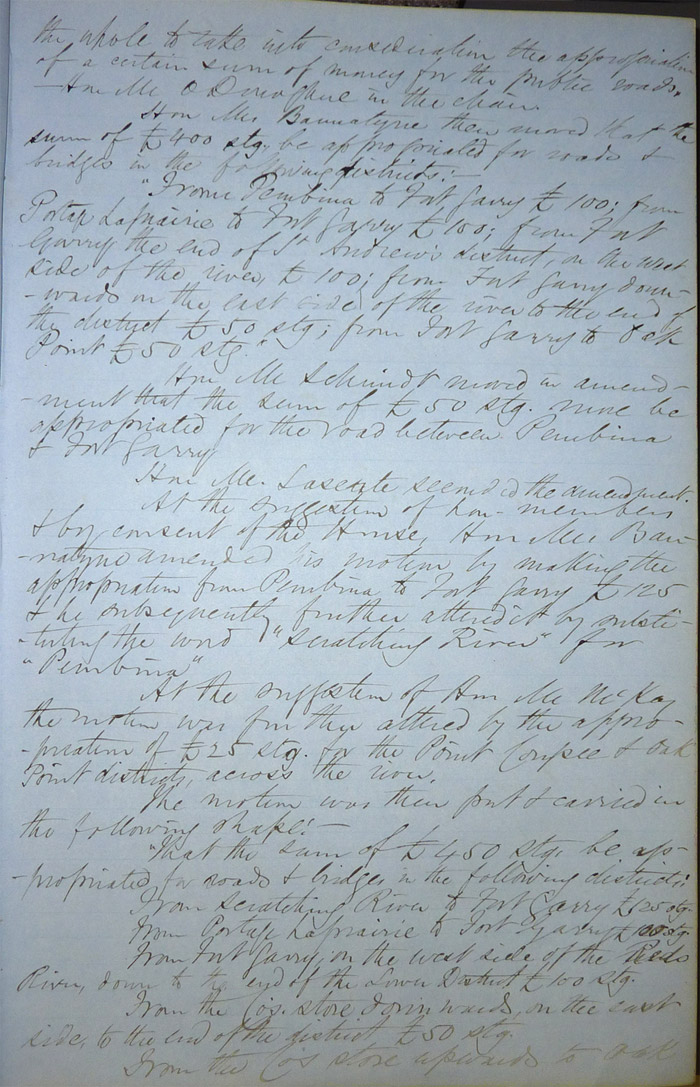 the whole to take into consideration the appropriation
of a certain sum of money for the public roads,
—Hon Mr O'Donoghue in the chair.
Hon Mr Bannatyne then moved that the
sum of £400 stg. be appropriated for roads &
bridges in the following districts:—
"From Pembina to Fort Garry £100; from
Portage Laprairie to Fort Garry £100; from Fort
Garry the end of St Andrew's district, on the west
side of the river, £100; from Fort Garry down-
-wards on the east side of the river to the end of
the district £50 stg; from Fort Garry to Oak
Point £50 stg."
Hon Mr Schmidt moved in amend-
-ment that the sum of £50 stg. more be
appropriated for the road between Pembina
& Fort Garry
Hon Mr. Laserte seconded the amendment.
At the suggestion of hon. members
& by consent of the House, Hon Mr Ban-
-natyne amended his motion by making the
appropriation from Pembina to Fort Garry £125
& he subsequently further altered it by substi-
-tuting the word "Scratching River" for
"Pembina"
At the suggestion of Hon Mr McKay
the motion was further altered by the appro-
-priation of £25 stg. for the Point Coupee & Oak
Point districts, across the river.
The motion was then put & carried in
the following shape:—
"That the sum of £450 stg. be ap-
-propriated for roads & bridges in the following districts:
From Scratching River to Fort Garry £125 stg.
From Portage Laprairie to Fort Garry £100 stg.
From Fort Garry, on the west side of the Red
River, down to the end of the Lower District £100 stg.
From the Co's. store downwards, on the east
side, to the end of the district £50 stg.
From the Co's store upwards to Oak